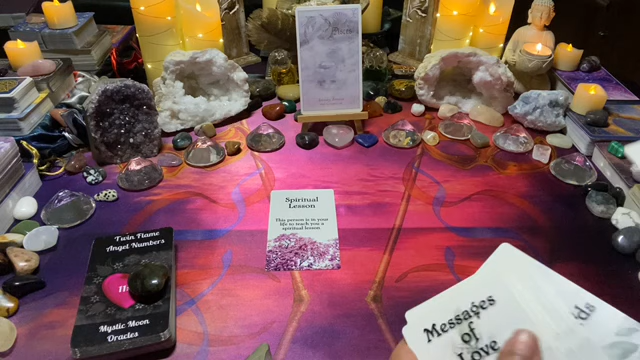 Spiritual
Lesson
This person is in your
life to teach you a
spiritual lesson
Twin Flame
Angel Numbers
Mystic Moon
Oracles
Messages
of
Love